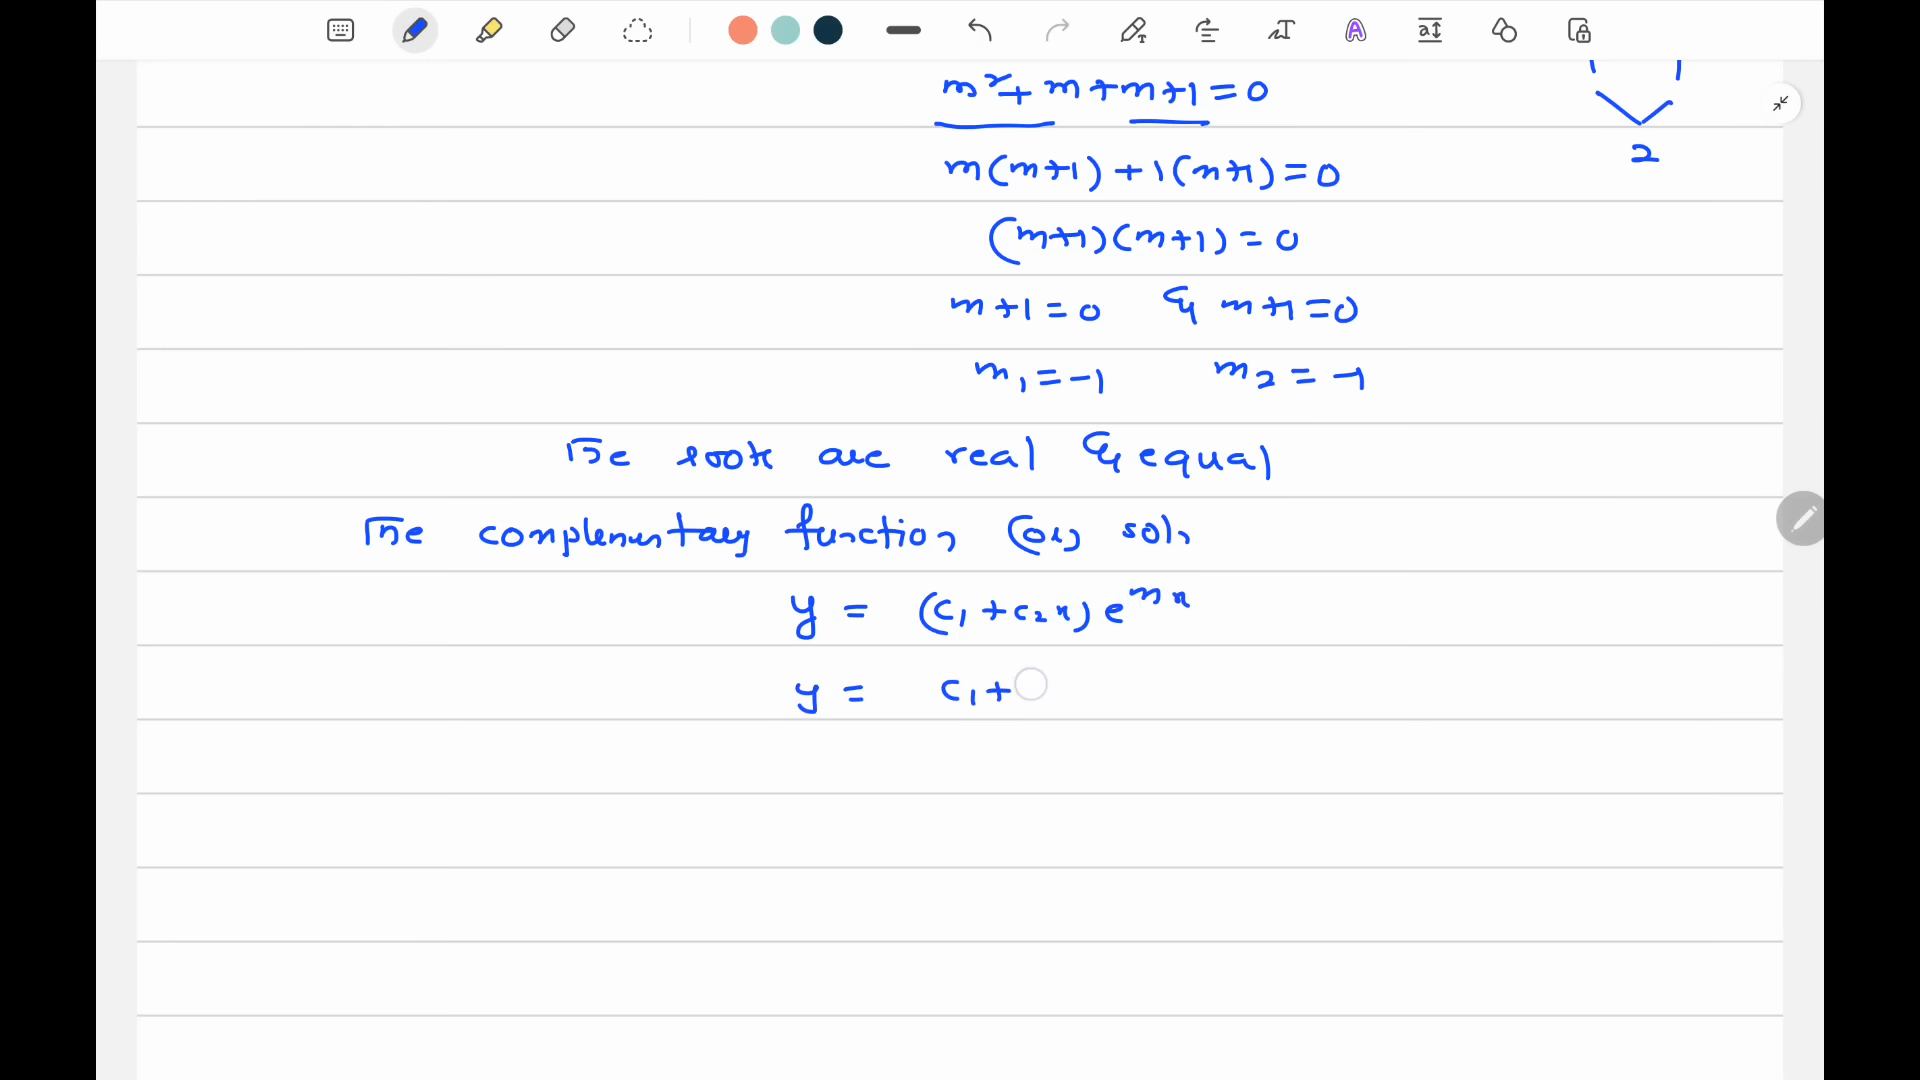 m²+ m+m+1=0
2
m(m+1) +1(m+1)=0
(m+1)(m+1) = 0
m+1=0 & m+1=0
m₁=-1 m₂=-1
The roots are real & equal
The complementary function (or) soln
y = (c₁+c₂x) e^mx
y = c₁+